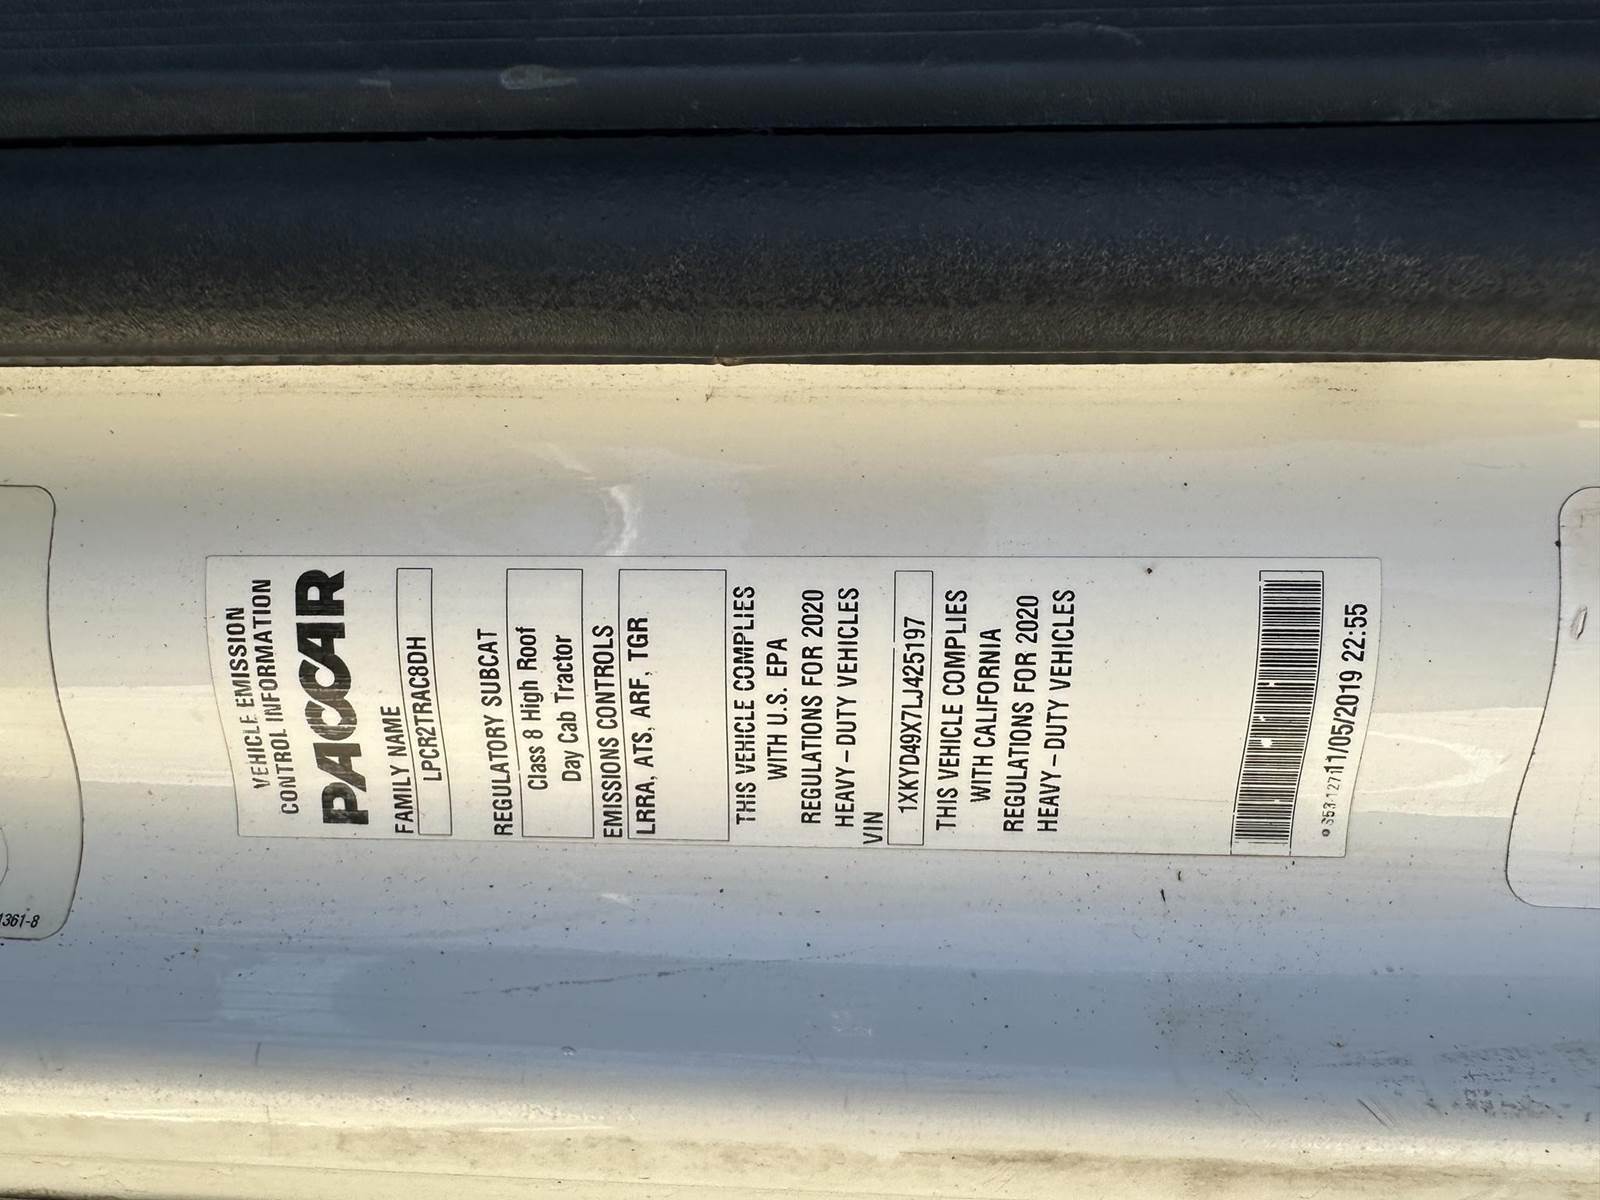 VEHICLE EMISSION
CONTROL INFORMATION
PACCAR
FAMILY NAME
LPCR2TRAC8DH
REGULATORY SUBCAT
Class 8 High Roof
Day Cab Tractor
EMISSIONS CONTROLS
LRRA, ATS, ARF, TGR
THIS VEHICLE COMPLIES
WITH U.S. EPA
REGULATIONS FOR 2020
HEAVY-DUTY VEHICLES
VIN
1XKYD49X7LJ425197
THIS VEHICLE COMPLIES
WITH CALIFORNIA
REGULATIONS FOR 2020
HEAVY-DUTY VEHICLES
11/05/2019 22:55
1361-8